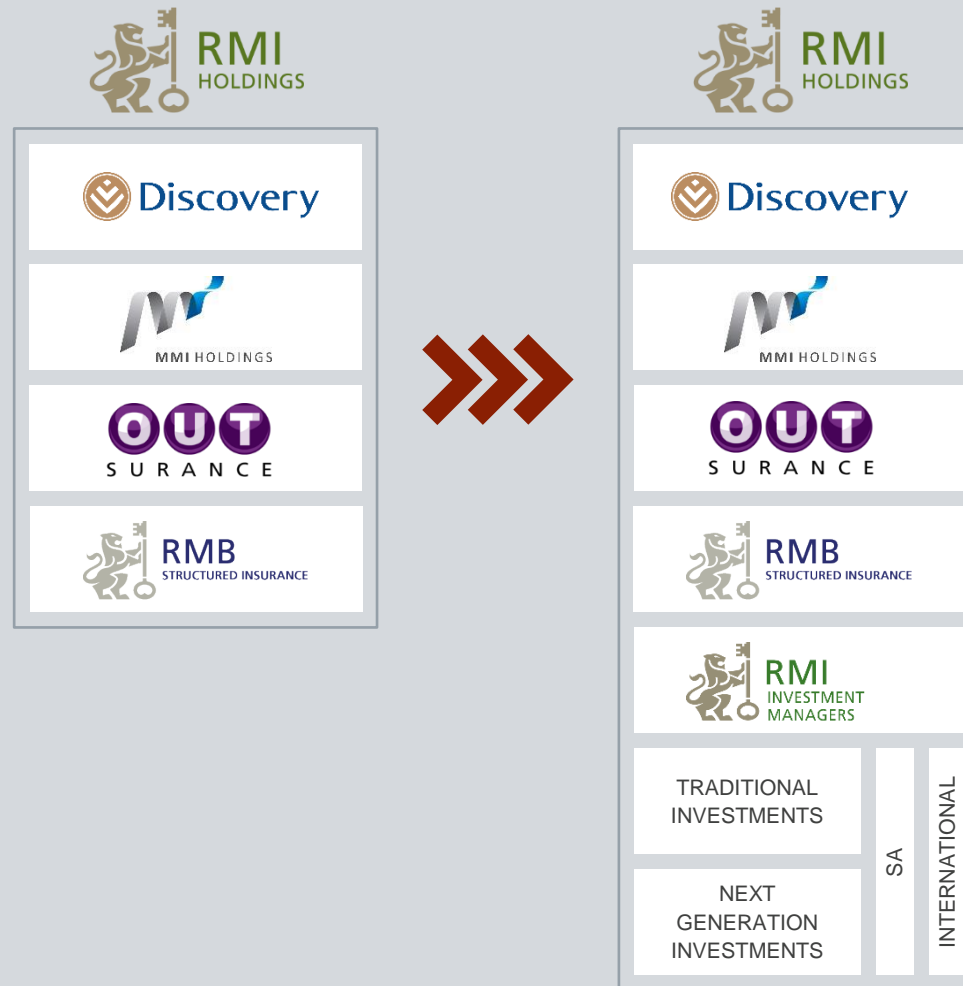 RMI
HOLDINGS
Discovery
MMI HOLDINGS
OUT
SURANCE
RMB
STRUCTURED INSURANCE
RMI
HOLDINGS
Discovery
MMI HOLDINGS
OUT
SURANCE
RMB
STRUCTURED INSURANCE
RMI
INVESTMENT
MANAGERS
TRADITIONAL
INVESTMENTS
NEXT
GENERATION
INVESTMENTS
SA
INTERNATIONAL